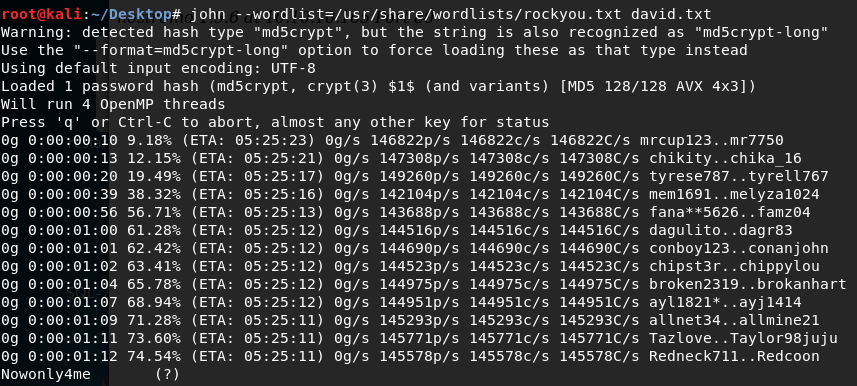 root@kali:~/Desktop# john --wordlist=/usr/share/wordlists/rockyou.txt david.txt
Warning: detected hash type "md5crypt", but the string is also recognized as "md5crypt-long"
Use the "--format=md5crypt-long" option to force loading these as that type instead
Using default input encoding: UTF-8
Loaded 1 password hash (md5crypt, crypt(3) $1$ (and variants) [MD5 128/128 AVX 4x3])
Will run 4 OpenMP threads
Press 'q' or Ctrl-C to abort, almost any other key for status
0g 0:00:00:10 9.18% (ETA: 05:25:23) 0g/s 146822p/s 146822c/s 146822C/s mrcup123..mr7750
0g 0:00:00:13 12.15% (ETA: 05:25:21) 0g/s 147308p/s 147308c/s 147308C/s chikity..chika_16
0g 0:00:00:20 19.49% (ETA: 05:25:17) 0g/s 149260p/s 149260c/s 149260C/s tyrese787..tyrell767
0g 0:00:00:39 38.32% (ETA: 05:25:16) 0g/s 142104p/s 142104c/s 142104C/s mem1691..melyza1024
0g 0:00:00:56 56.71% (ETA: 05:25:13) 0g/s 143688p/s 143688c/s 143688C/s fana**5626..famz04
0g 0:00:01:00 61.28% (ETA: 05:25:12) 0g/s 144516p/s 144516c/s 144516C/s dagulito..dagr83
0g 0:00:01:01 62.42% (ETA: 05:25:12) 0g/s 144690p/s 144690c/s 144690C/s conboy123..conanjohn
0g 0:00:01:02 63.41% (ETA: 05:25:12) 0g/s 144523p/s 144523c/s 144523C/s chipst3r..chippylou
0g 0:00:01:04 65.78% (ETA: 05:25:12) 0g/s 144975p/s 144975c/s 144975C/s broken2319..brokanhart
0g 0:00:01:07 68.94% (ETA: 05:25:12) 0g/s 144951p/s 144951c/s 144951C/s ayl1821*..ayj1414
0g 0:00:01:09 71.28% (ETA: 05:25:11) 0g/s 145293p/s 145293c/s 145293C/s allnet34..allmine21
0g 0:00:01:11 73.60% (ETA: 05:25:11) 0g/s 145771p/s 145771c/s 145771C/s Tazlove..Taylor98juju
0g 0:00:01:12 74.54% (ETA: 05:25:11) 0g/s 145578p/s 145578c/s 145578C/s Redneck711..Redcoon
Nowonly4me (?)